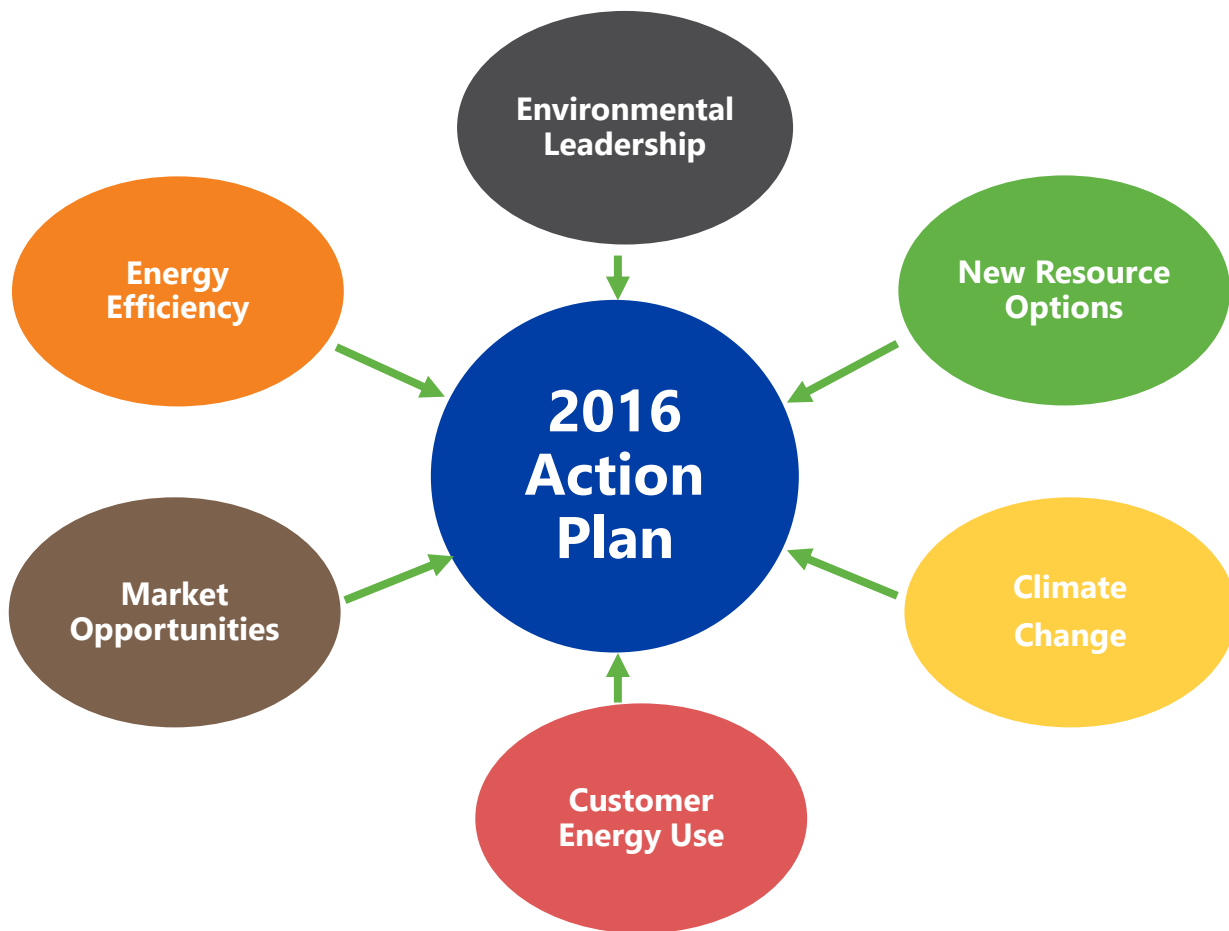 Environmental
Leadership
Energy
Efficiency
New Resource
Options
2016
Action
Plan
Market
Opportunities
Climate
Change
Customer
Energy Use